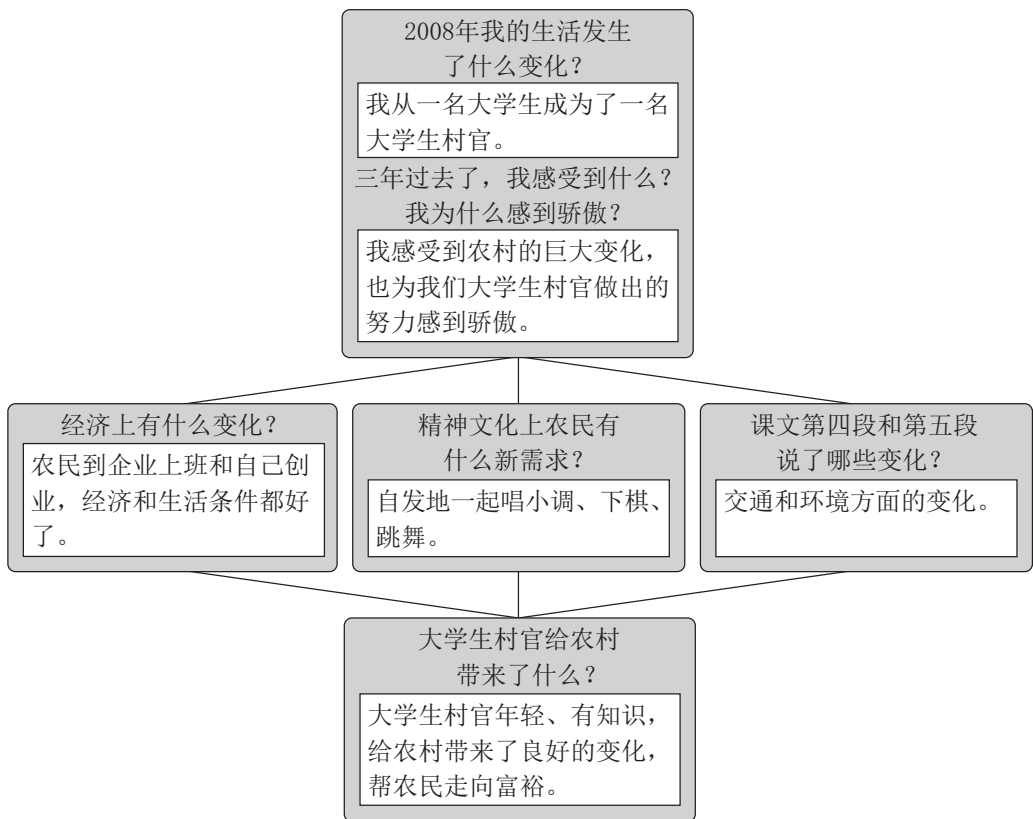 2008年我的生活发生
了什么变化？
我从一名大学生成为了一名
大学生村官。
三年过去了，我感受到什么？
我为什么感到骄傲？
我感受到农村的巨大变化，
也为我们大学生村官做出的
努力感到骄傲。
经济上有什么变化？
农民到企业上班和自己创
业，经济和生活条件都好
了。
精神文化上农民有
什么新需求？
自发地一起唱小调、下棋、
跳舞。
课文第四段和第五段
说了哪些变化？
交通和环境方面的变化。
大学生村官给农村
带来了什么？
大学生村官年轻、有知识，
给农村带来了良好的变化，
帮农民走向富裕。